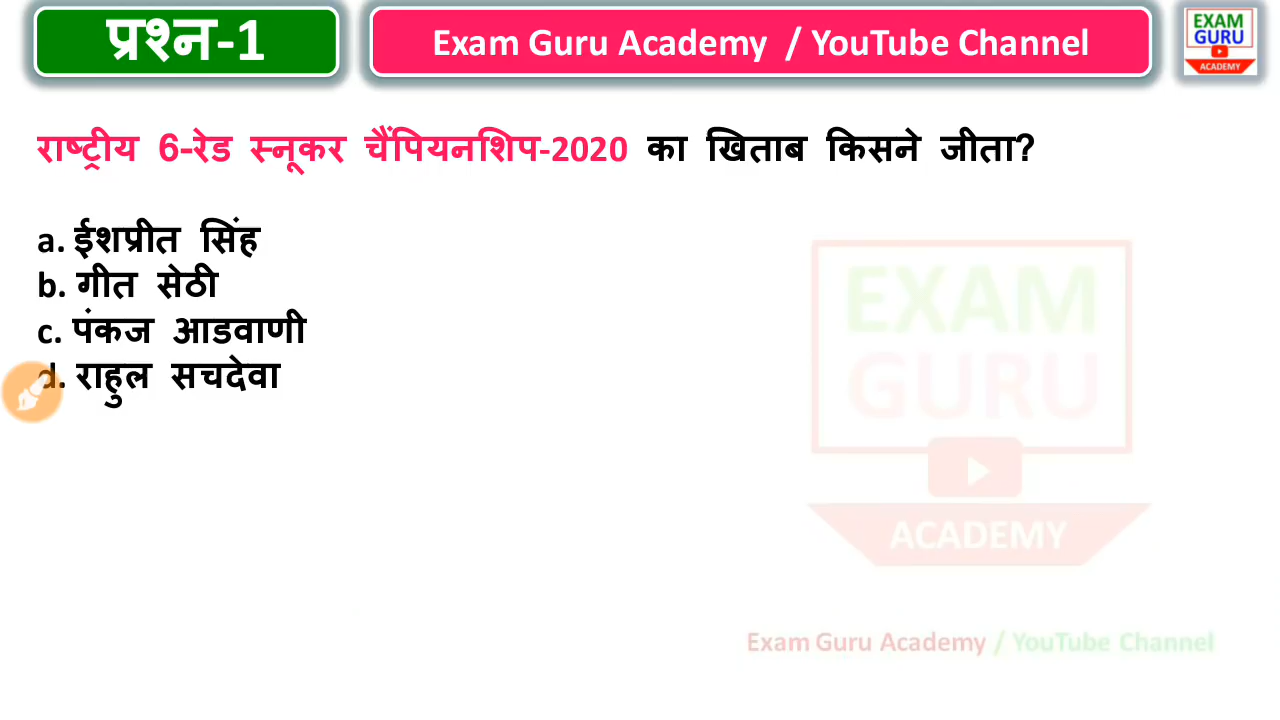 प्रश्न-1
Exam Guru Academy / YouTube Channel
EXAM
GURU
ACADEMY
राष्ट्रीय 6-रेड स्नूकर चैंपियनशिप-2020 का खिताब किसने जीता?
a. ईशप्रीत सिंह
b. गीत सेठी
c. पंकज आडवाणी
d. राहुल सचदेवा
EXAM
GURU
ACADEMY
Exam Guru Academy / YouTube Channel